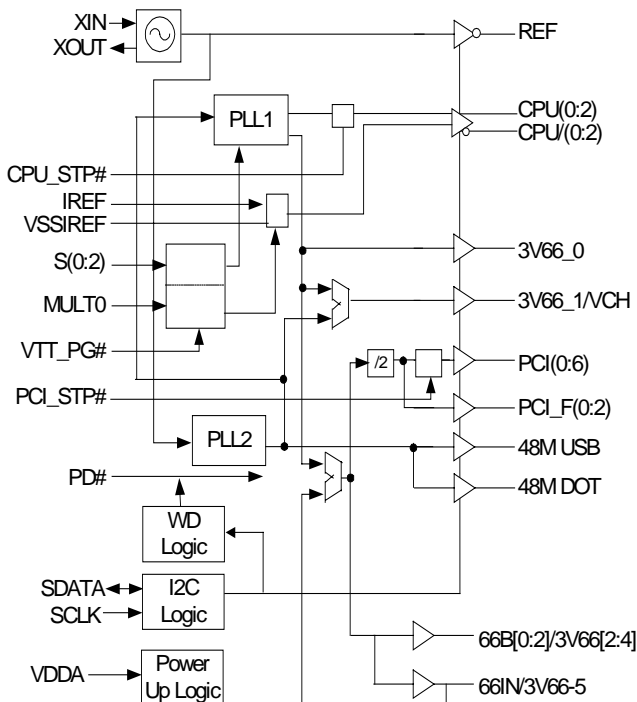 XIN
XOUT
REF
PLL1
CPU(0:2)
CPU/(0:2)
CPU_STP#
IREF
VSSIREF
S(0:2)
3V66_0
MULT0
3V66_1/VCH
VTT_PG#
/2
PCI(0:6)
PCI_STP#
PCI_F(0:2)
PLL2
48M USB
PD#
48M DOT
WD
Logic
SDATA
I2C
Logic
SCLK
66B[0:2]/3V66[2:4]
VDDA
Power
Up Logic
66IN/3V66-5